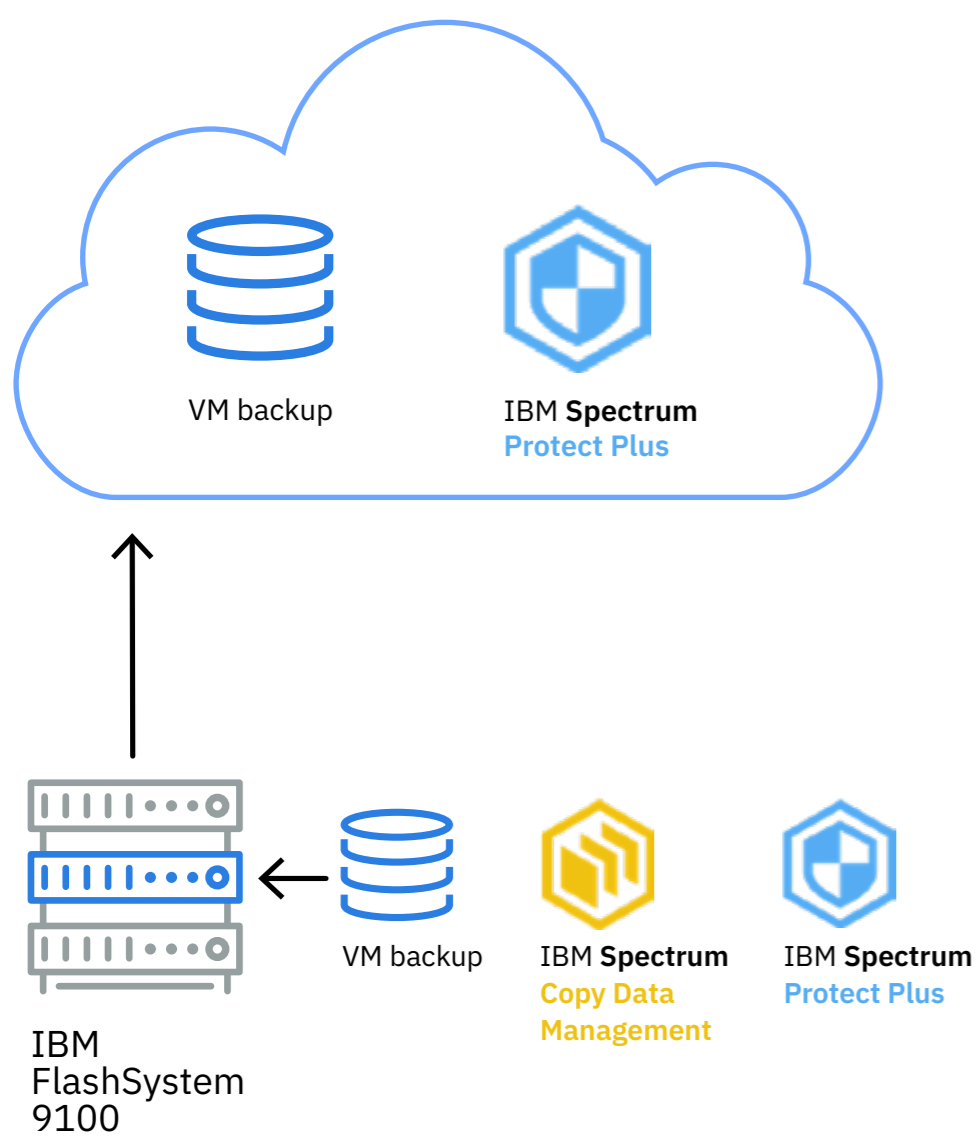 VM backup
IBM Spectrum
Protect Plus
VM backup
IBM Spectrum
Copy Data
Management
IBM Spectrum
Protect Plus
IBM
FlashSystem
9100